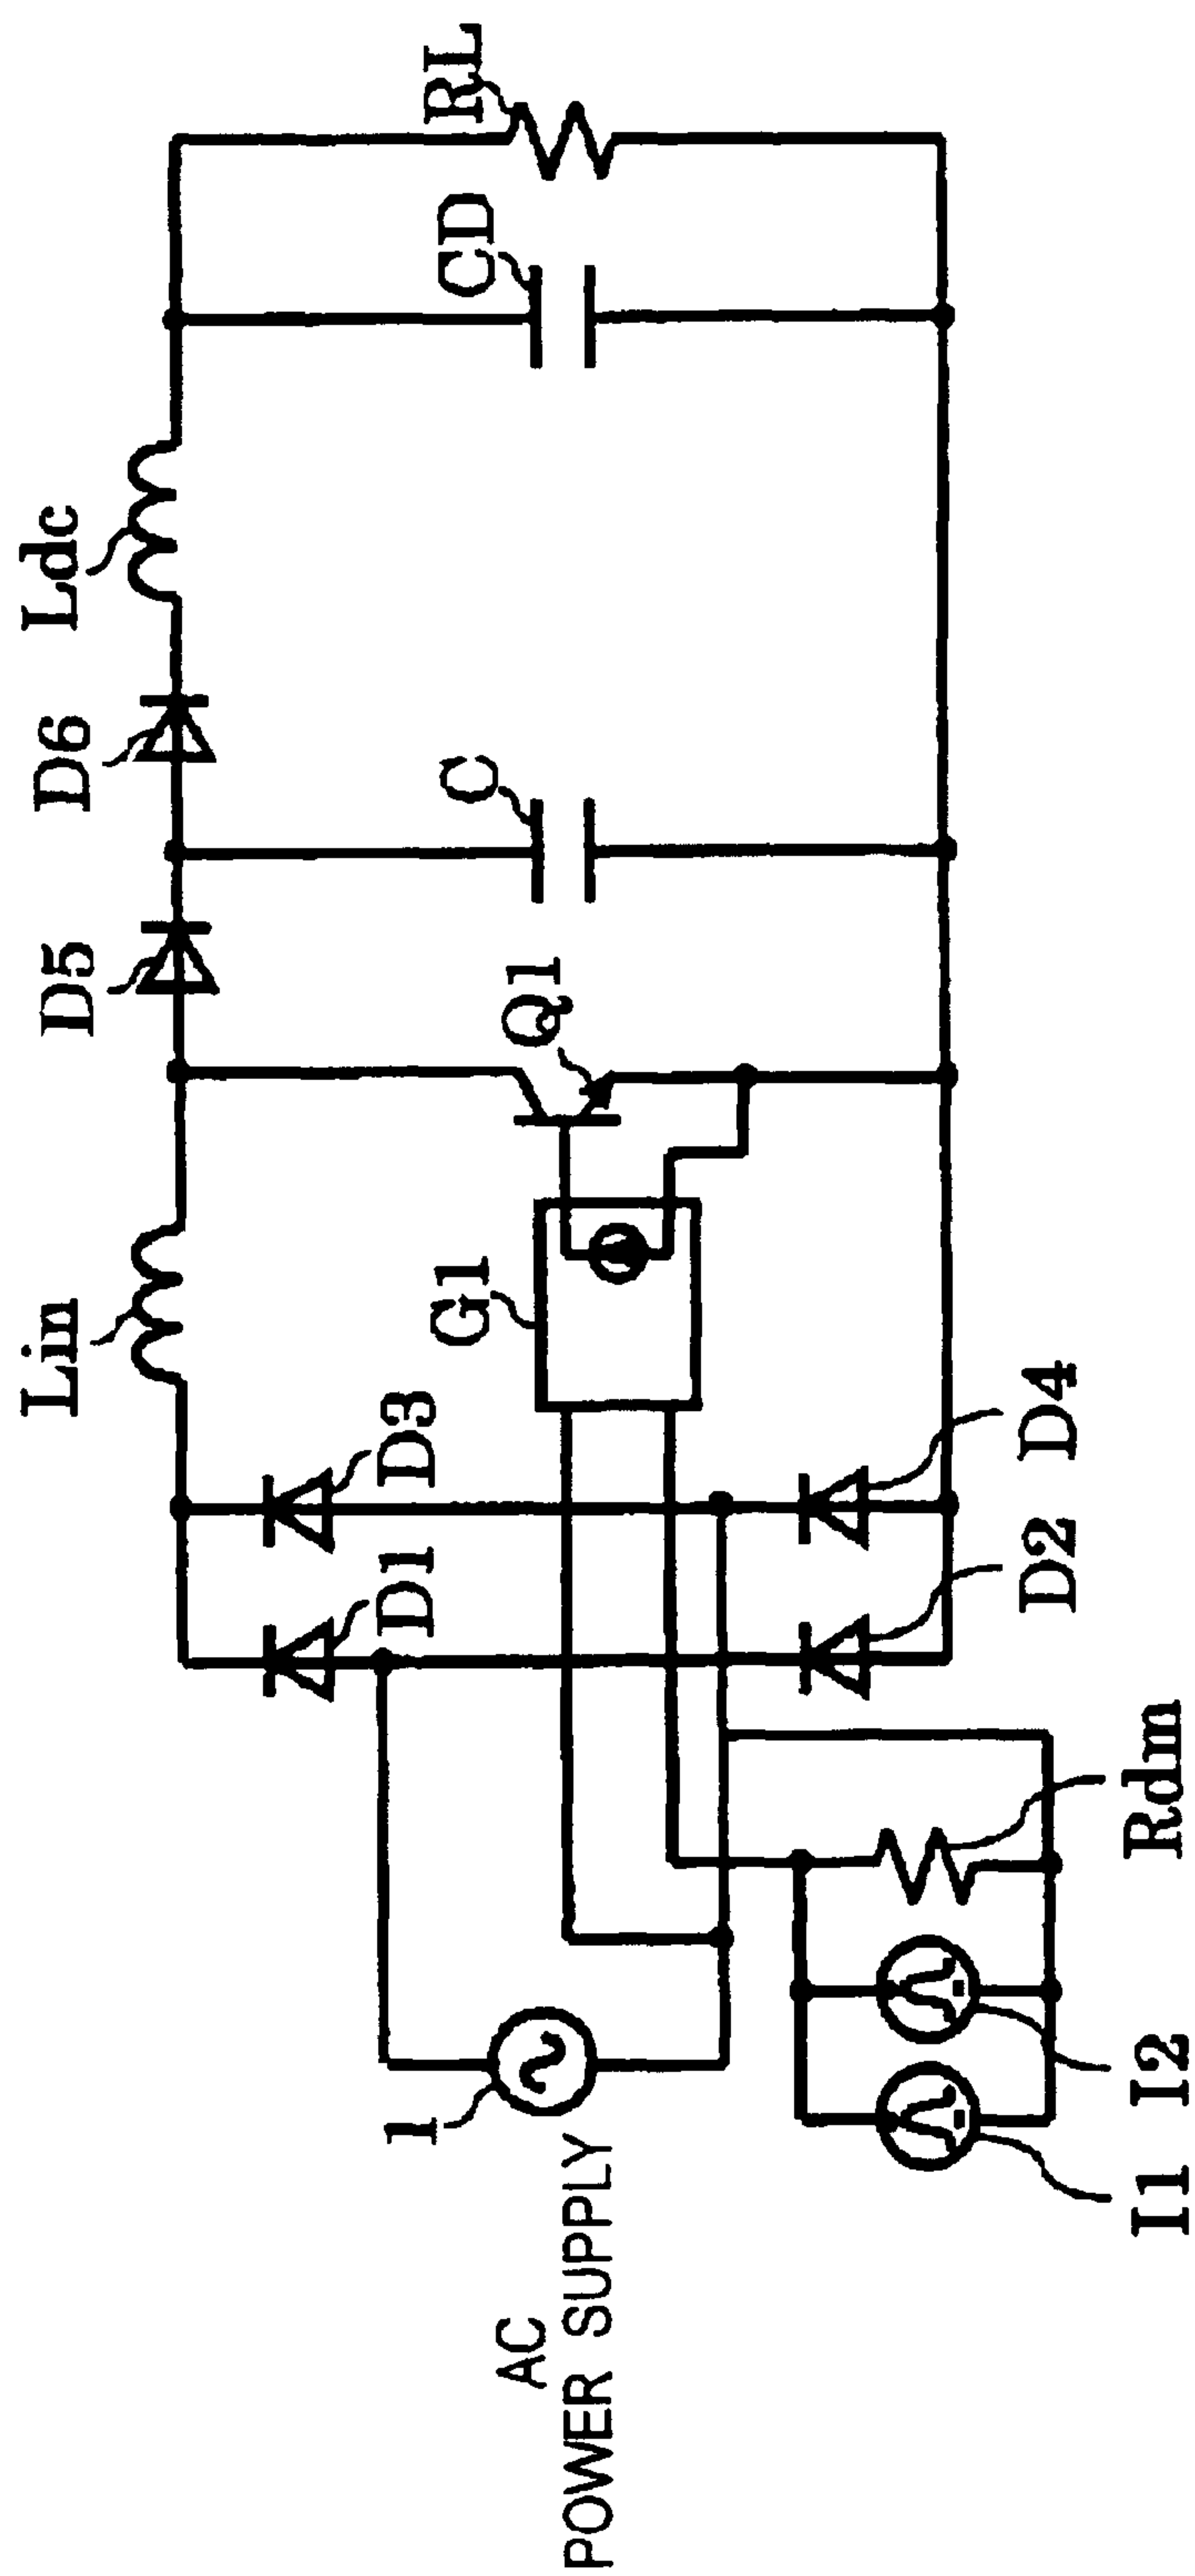 Lin
D5
D6
Ldc
D1
D3
G1
Q1
C
CD
RL
1
AC
POWER SUPPLY
D2
D4
I1
I2
Rdm